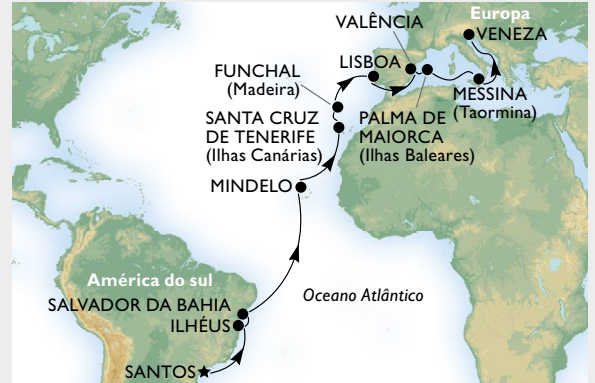 Europa
VALÊNCIA
VENEZA
LISBOA
FUNCHAL
(Madeira)
MESSINA
(Taormina)
SANTA CRUZ
DE TENERIFE
(Ilhas Canárias)
PALMA DE
MAIORCA
(Ilhas Baleares)
MINDELO
América do sul
Oceano Atlântico
SALVADOR DA BAHIA
ILHÉUS
SANTOS